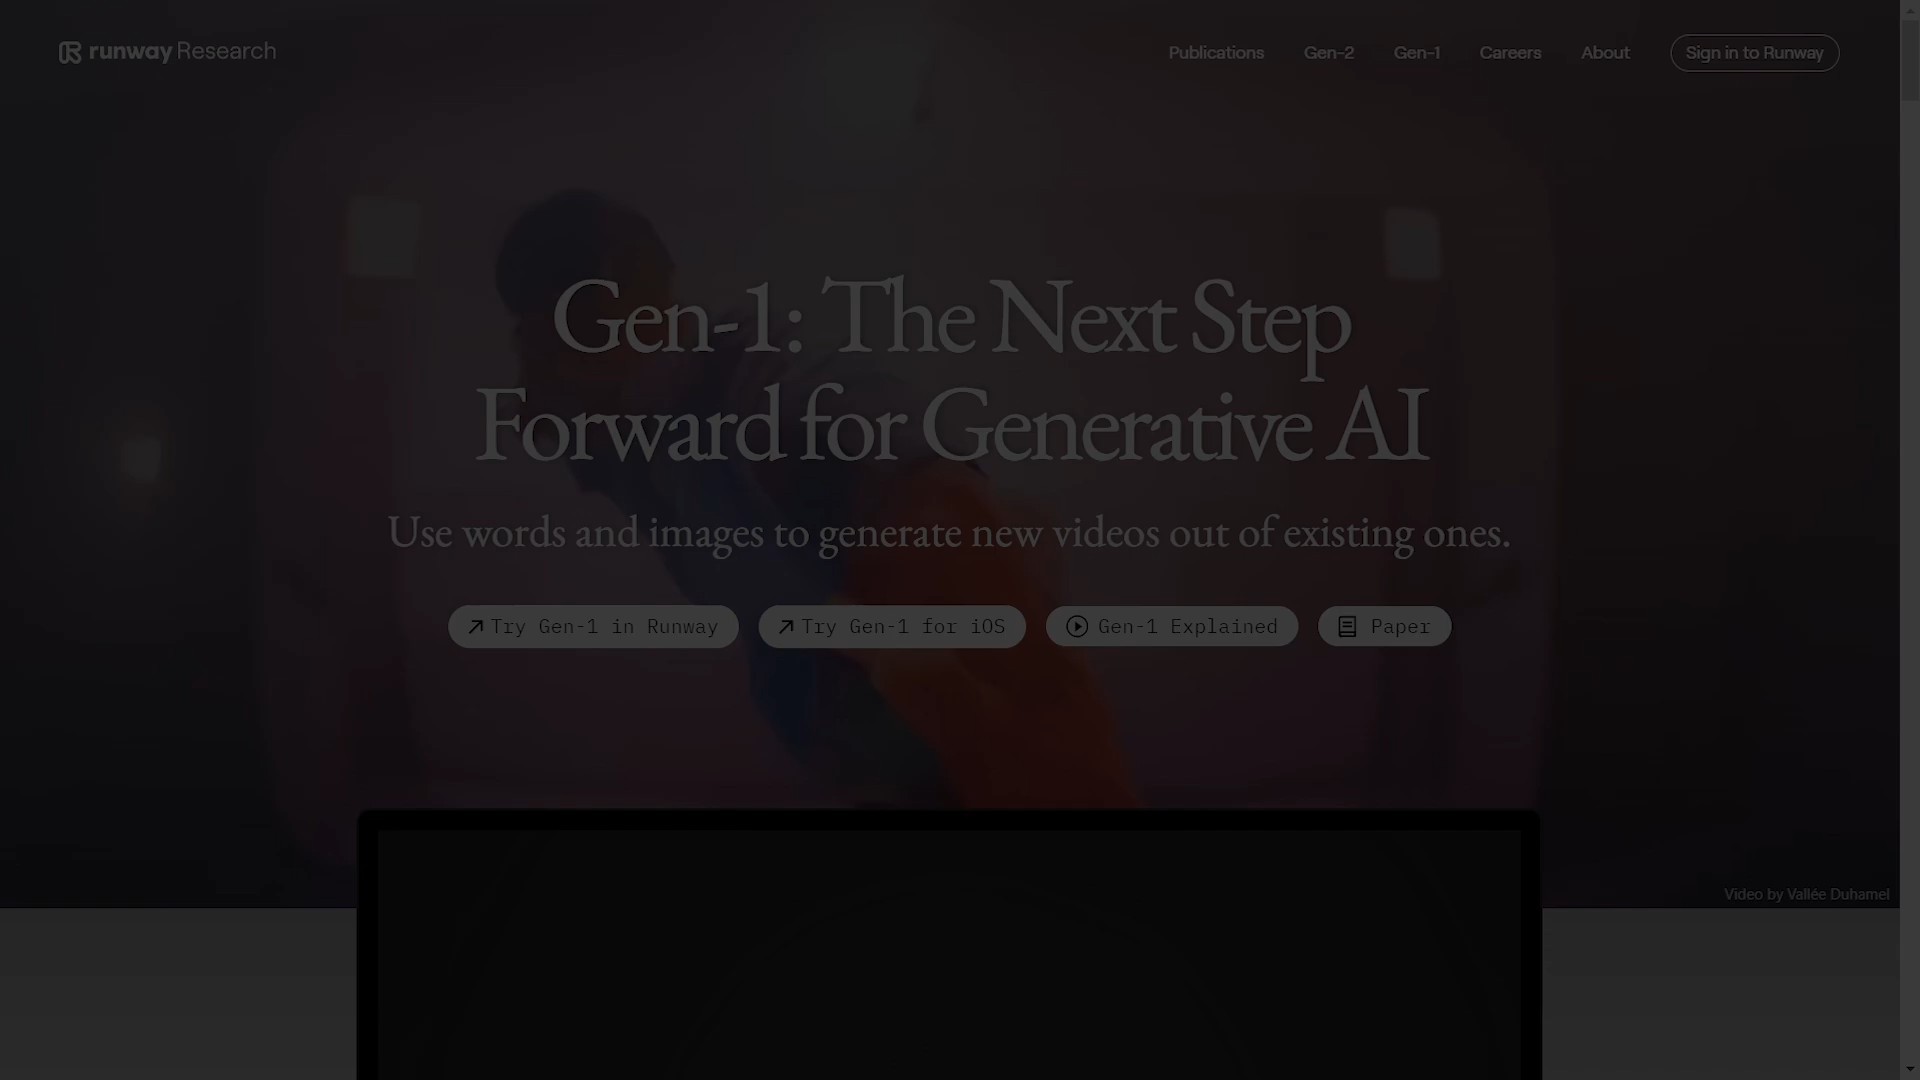 runway Research
Publications Gen-2 Gen-1 Careers About Sign in to Runway
Gen-1: The Next Step
Forward for Generative AI
Use words and images to generate new videos out of existing ones.
Try Gen-1 in Runway Try Gen-1 for iOS Gen-1 Explained Paper
Video by Vallée Duhamel